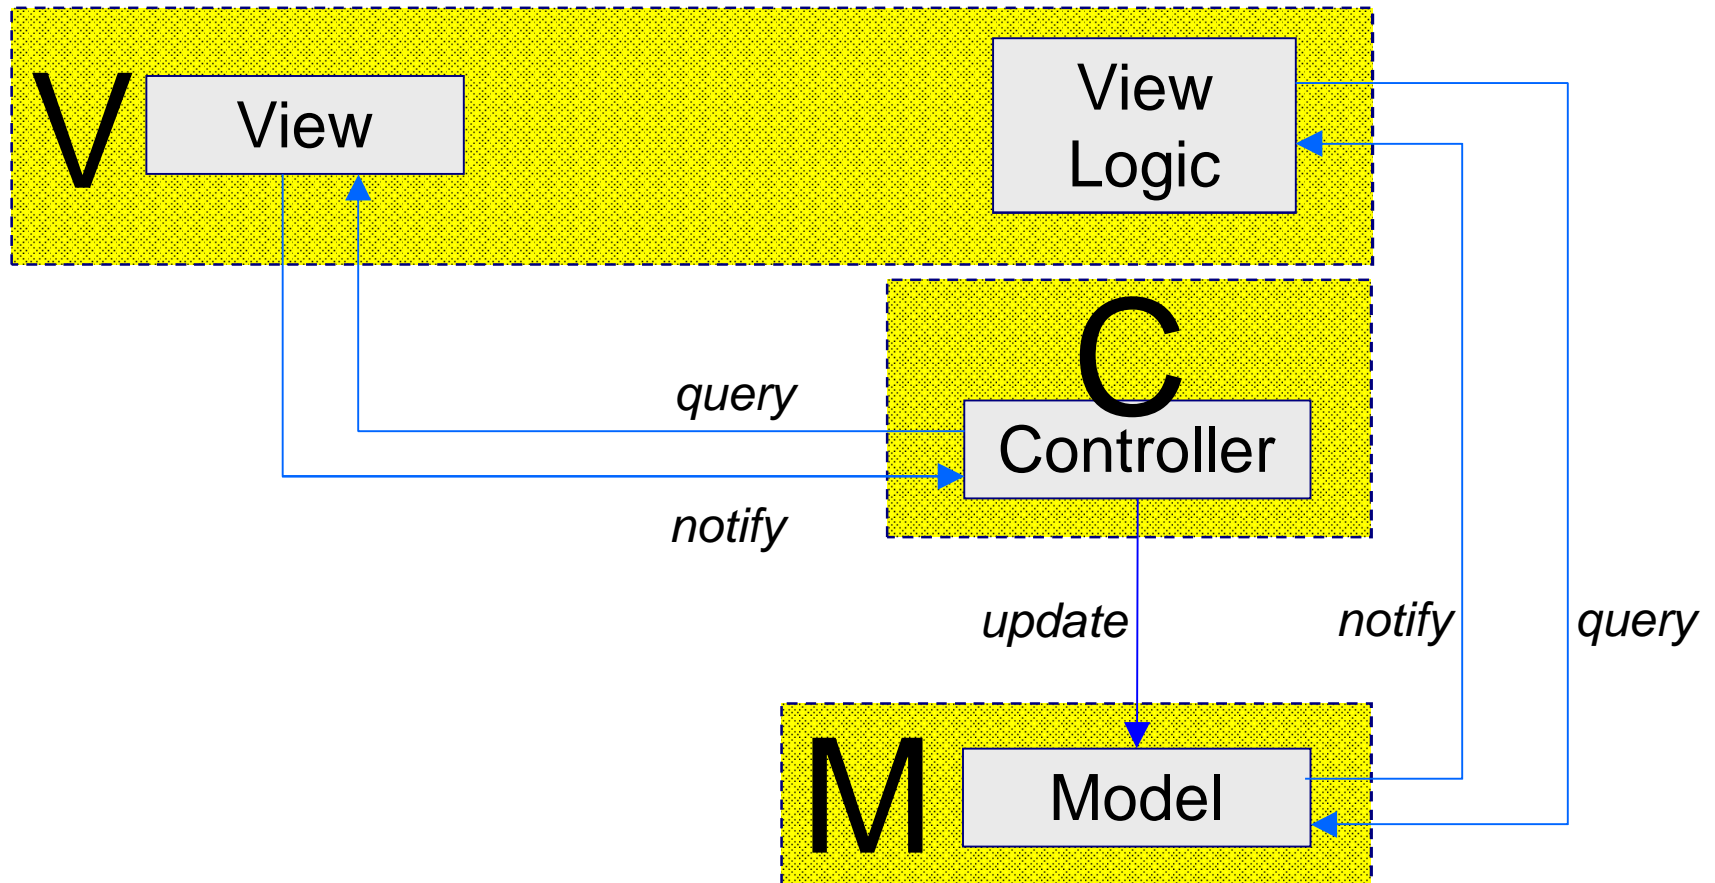 V
View
View
Logic
C
query
Controller
notify
update
notify
query
M
Model